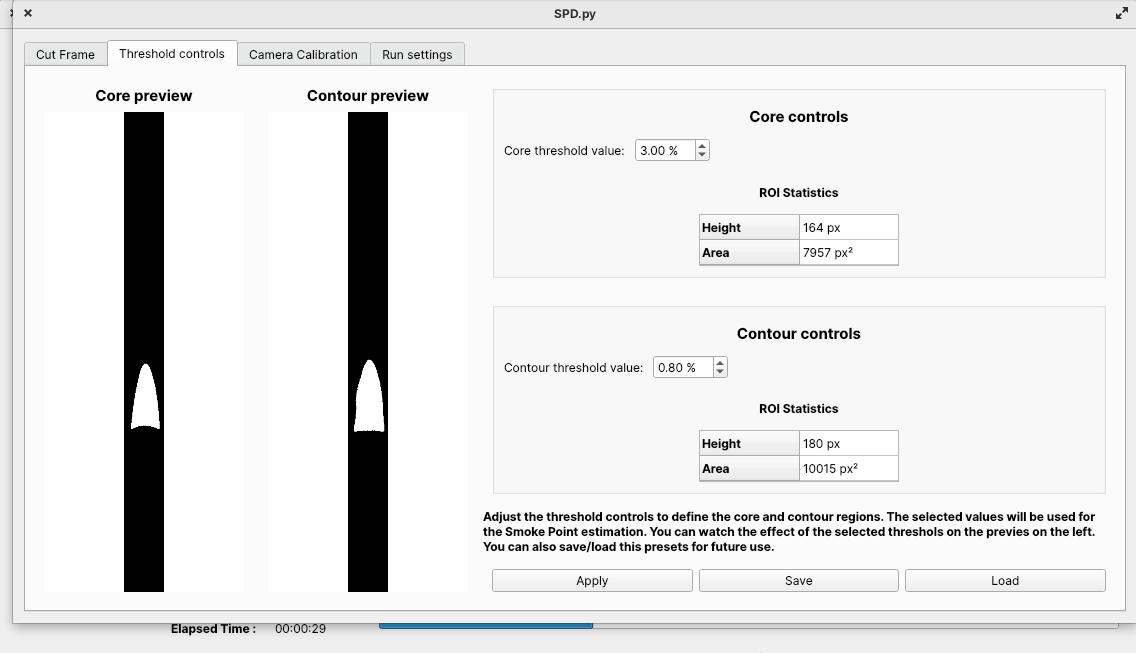 SPD.py
Cut Frame
Threshold controls
Camera Calibration
Run settings
Core preview
Contour preview
Core controls
Core threshold value:
3.00 %
ROI Statistics
Height
164 px
Area
7957 px²
Contour controls
Contour threshold value:
0.80 %
ROI Statistics
Height
180 px
Area
10015 px²
Adjust the threshold controls to define the core and contour regions. The selected values will be used for
the Smoke Point estimation. You can watch the effect of the selected threshols on the previes on the left.
You can also save/load this presets for future use.
Apply
Save
Load
Elapsed Time :
00:00:29